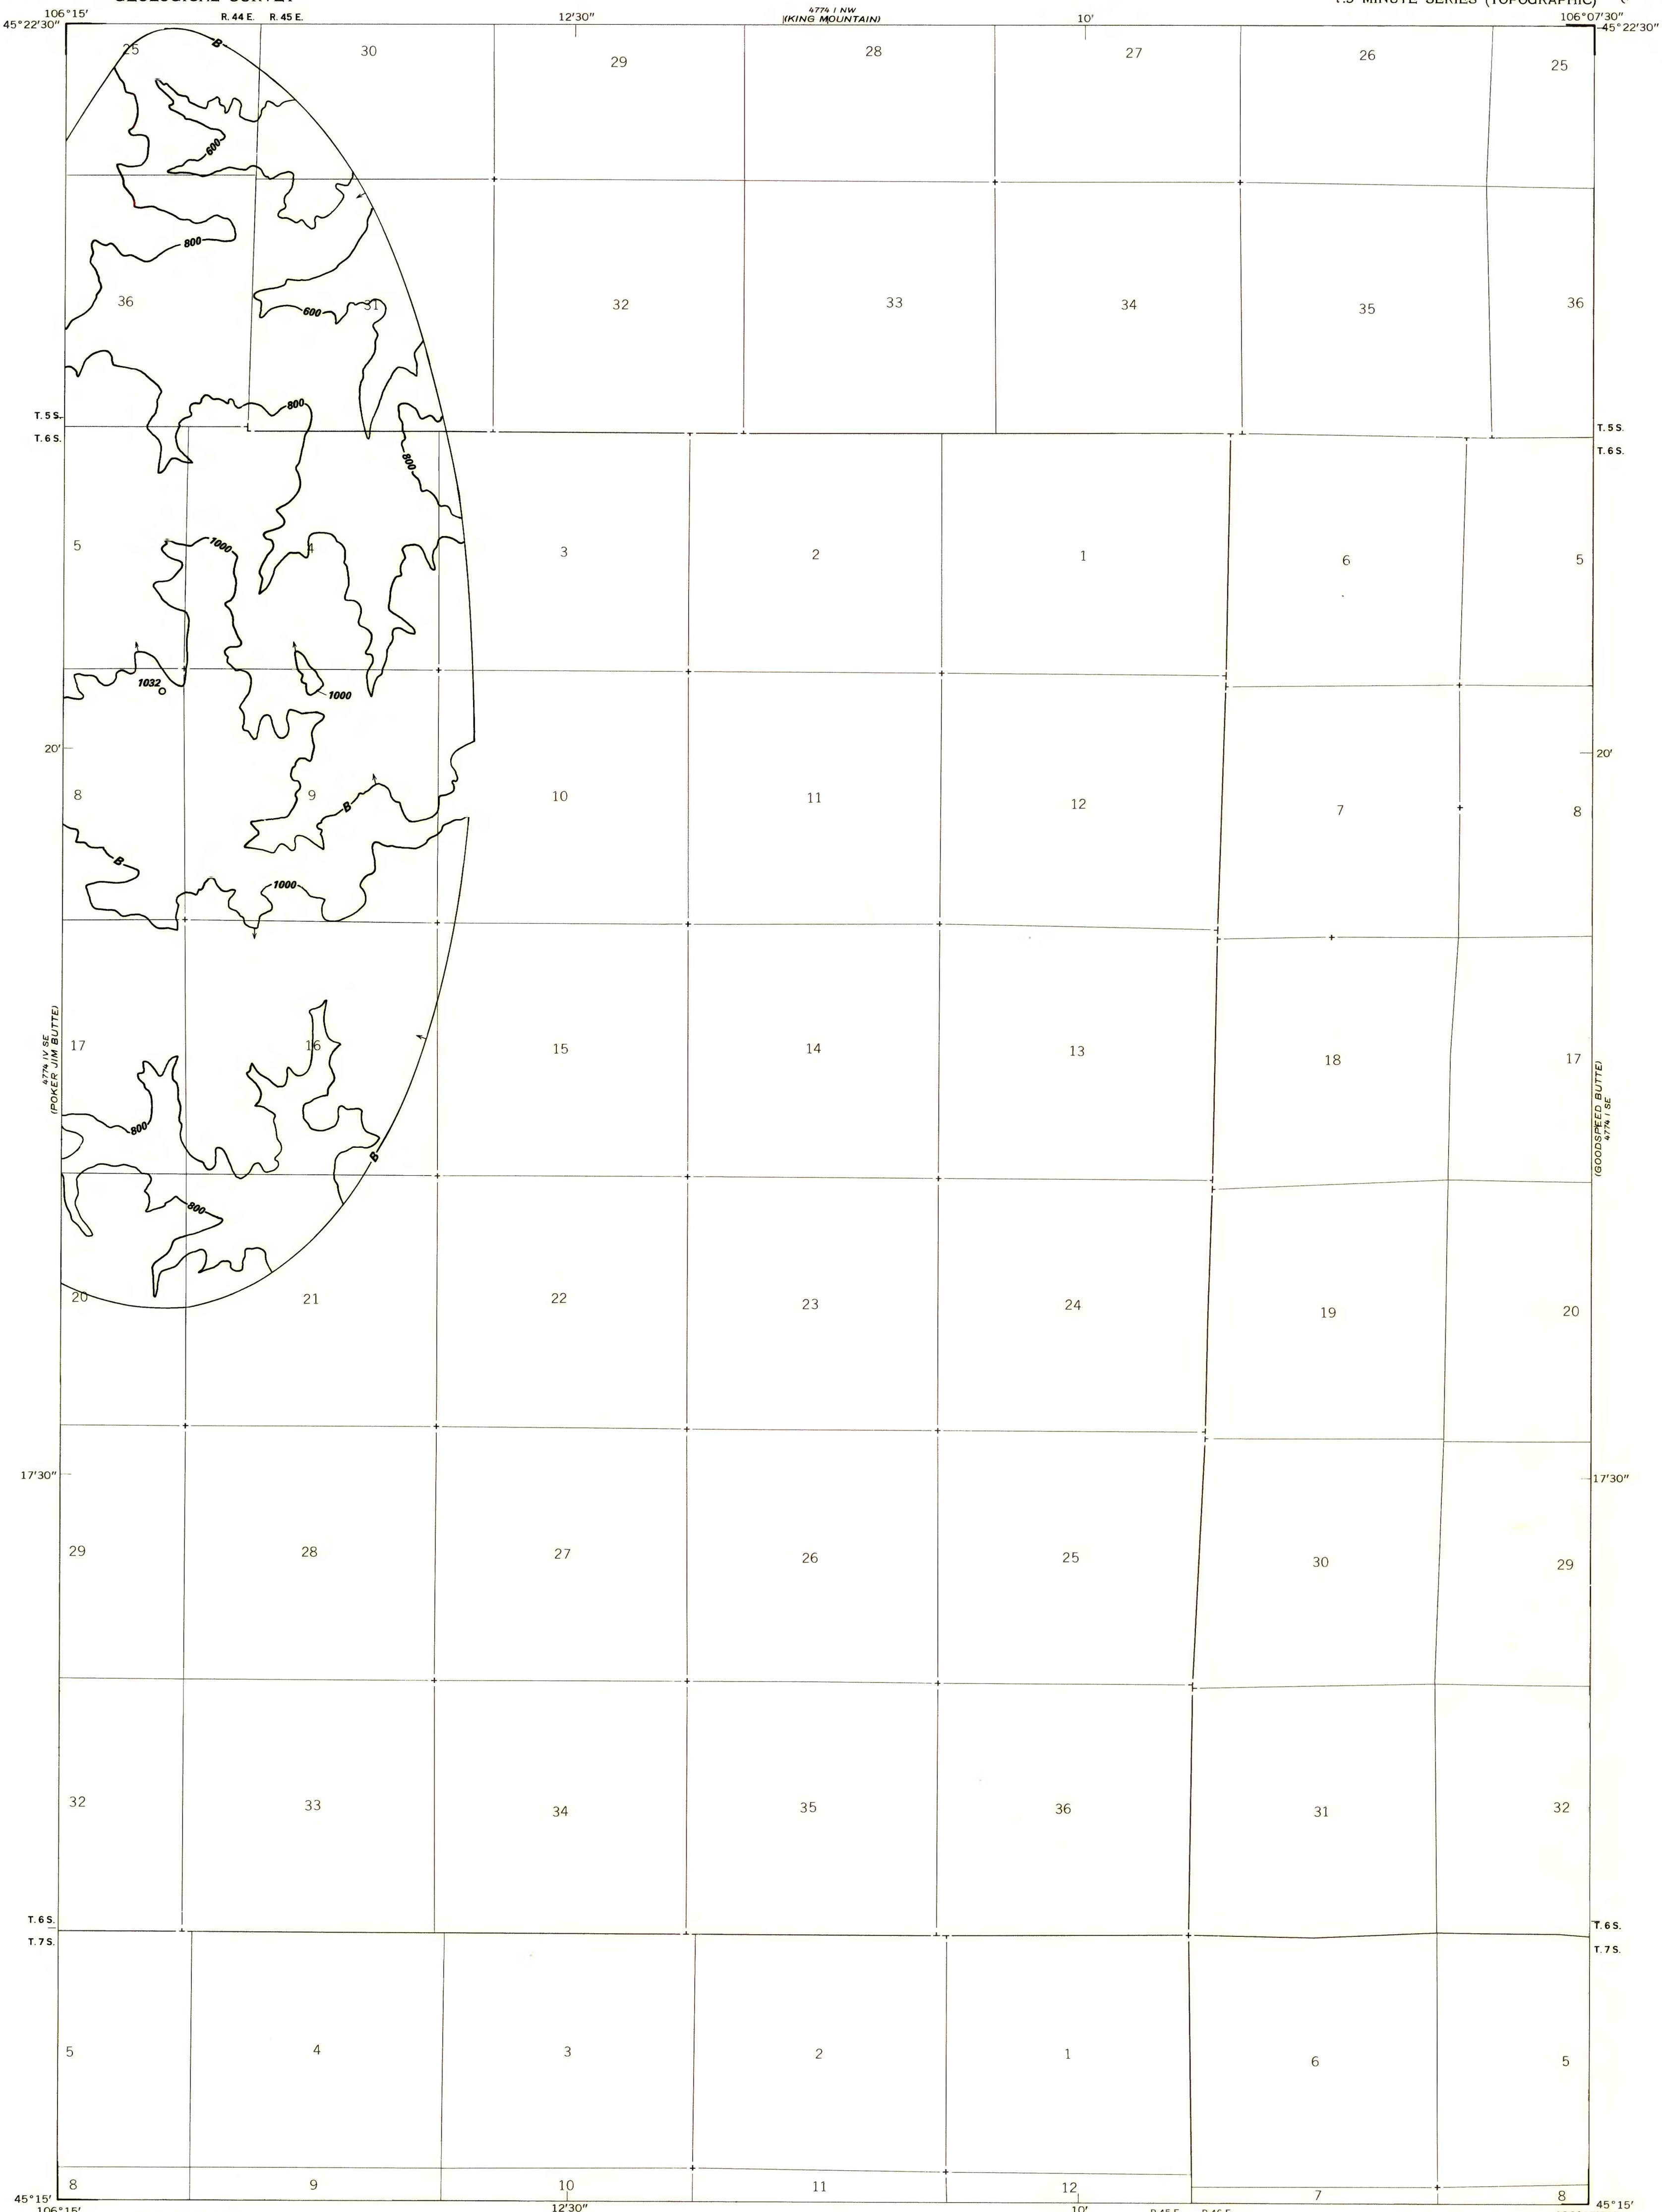 106°15′ R. 44 E. R. 45 E. 12′30″ 4774 I NW 10′ 106°07′30″
45°22′30″ (KING MOUNTAIN) 45°22′30″
B
25 30 29 28 27 26 25
600
800
36 31 32 33 34 35 36
600
800
T. 5 S. T. 5 S.
T. 6 S. T. 6 S.
800
1000
5 4 3 2 1 6 5
1032
1000
20′ 20′
8 9 10 11 12 7 8
B
B
1000
4774 IV SE
(POKER JIM BUTTE)
17 16 15 14 13 18 17
(GOODSPEED BUTTE)
4774 I SE
800
B
800
20 21 22 23 24 19 20
17′30″ 17′30″
29 28 27 26 25 30 29
32 33 34 35 36 31 32
T. 6 S. T. 6 S.
T. 7 S. T. 7 S.
5 4 3 2 1 6 5
8 9 10 11 12 7 8
45°15′ 45°15′
106°15′ 12′30″ 10′